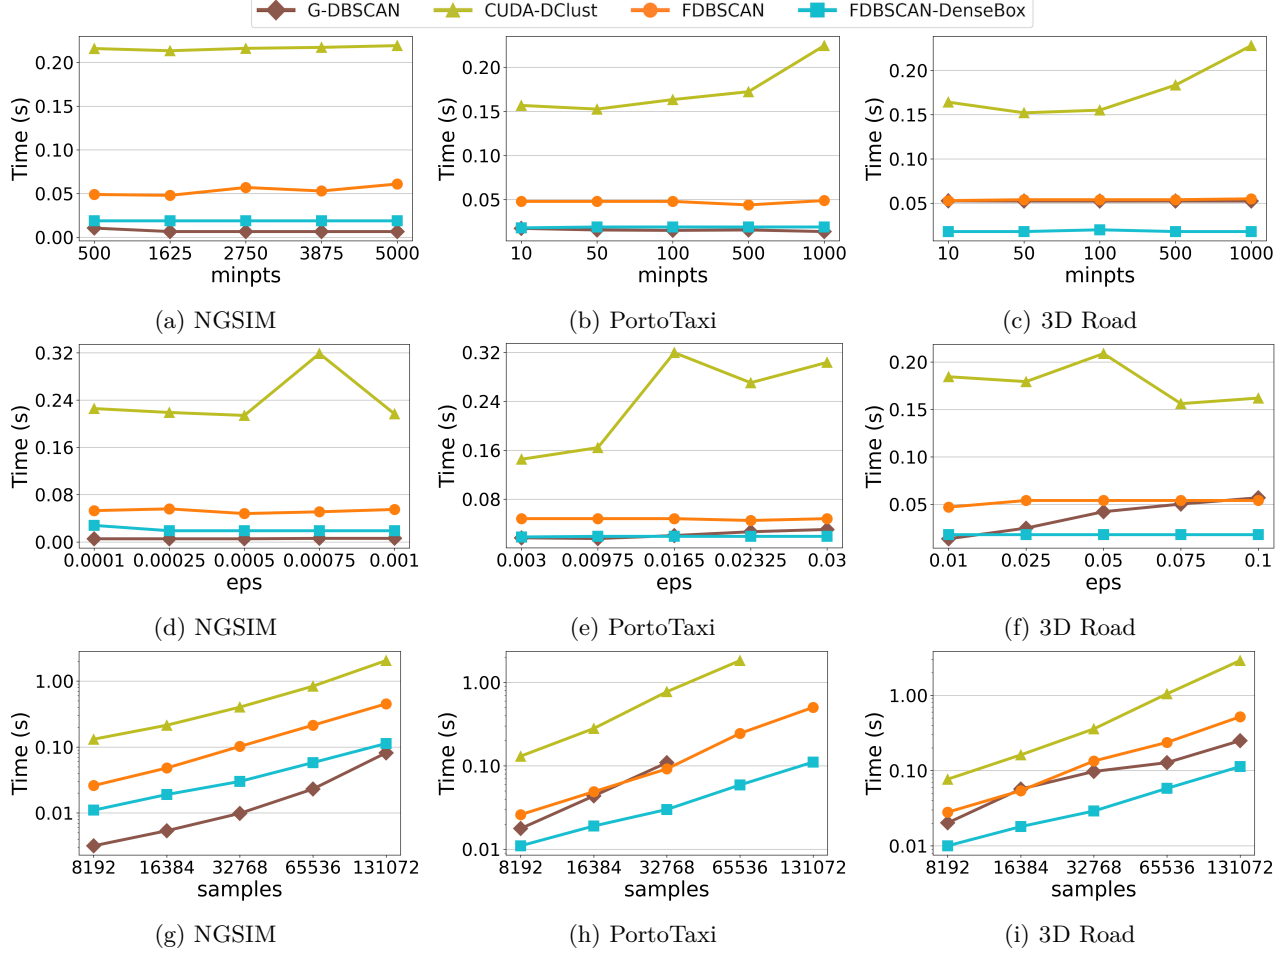 G-DBSCAN CUDA-DClust FDBSCAN FDBSCAN-DenseBox
Time (s)
0.20
0.15
0.10
0.05
0.00
500 1625 2750 3875 5000
minpts
(a) NGSIM
Time (s)
0.20
0.15
0.10
0.05
10 50 100 500 1000
minpts
(b) PortoTaxi
Time (s)
0.20
0.15
0.10
0.05
10 50 100 500 1000
minpts
(c) 3D Road
Time (s)
0.32
0.24
0.16
0.08
0.00
0.0001 0.00025 0.0005 0.00075 0.001
eps
(d) NGSIM
Time (s)
0.32
0.24
0.16
0.08
0.003 0.00975 0.0165 0.02325 0.03
eps
(e) PortoTaxi
Time (s)
0.20
0.15
0.10
0.05
0.01 0.025 0.05 0.075 0.1
eps
(f) 3D Road
Time (s)
1.00
0.10
0.01
8192 16384 32768 65536 131072
samples
(g) NGSIM
Time (s)
1.00
0.10
0.01
8192 16384 32768 65536 131072
samples
(h) PortoTaxi
Time (s)
1.00
0.10
0.01
8192 16384 32768 65536 131072
samples
(i) 3D Road